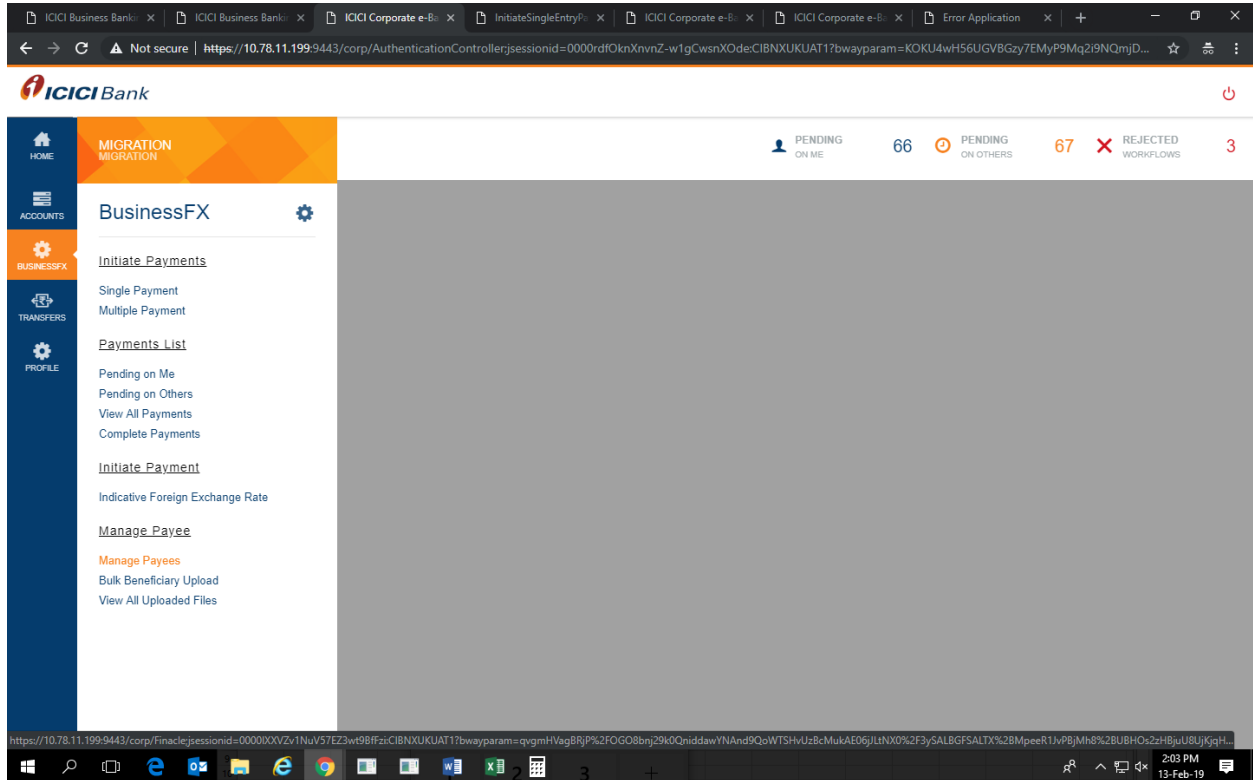 ICICI Business Bankin
ICICI Business Bankin
ICICI Corporate e-Ba
InitiateSingleEntryPa
ICICI Corporate e-Ba
ICICI Corporate e-Ba
Error Application
Not secure | https://10.78.11.199:9443/corp/AuthenticationController;jsessionid=0000rdfOknXnvnZ-w1gCwsnXOde:CIBNXUKUAT1?bwayparam=KOKU4wH56UGVBGzy7EMyP9Mq2i9NQmjD...
ICICI Bank
HOME
MIGRATION
MIGRATION
PENDING
ON ME
66
PENDING
ON OTHERS
67
REJECTED
WORKFLOWS
3
ACCOUNTS
BUSINESSFX
TRANSFERS
PROFILE
BusinessFX
Initiate Payments
Single Payment
Multiple Payment
Payments List
Pending on Me
Pending on Others
View All Payments
Complete Payments
Initiate Payment
Indicative Foreign Exchange Rate
Manage Payee
Manage Payees
Bulk Beneficiary Upload
View All Uploaded Files
https://10.78.11.199:9443/corp/Finacle;jsessionid=0000IXXVZv1NuV57EZ3wt9BfFzi:CIBNXUKUAT1?bwayparam=qvgmHVagBRjP%2FOGO8bnj29k0QniddawYNAnd9QoWTSHvUzBcMukAE06jJLtNX0%2F3ySALBGFSALTX%2BMpeeR1JvPBjMh8%2BUBHOs2zHBjuU8UjKjqH...
2
3
2:03 PM
13-Feb-19